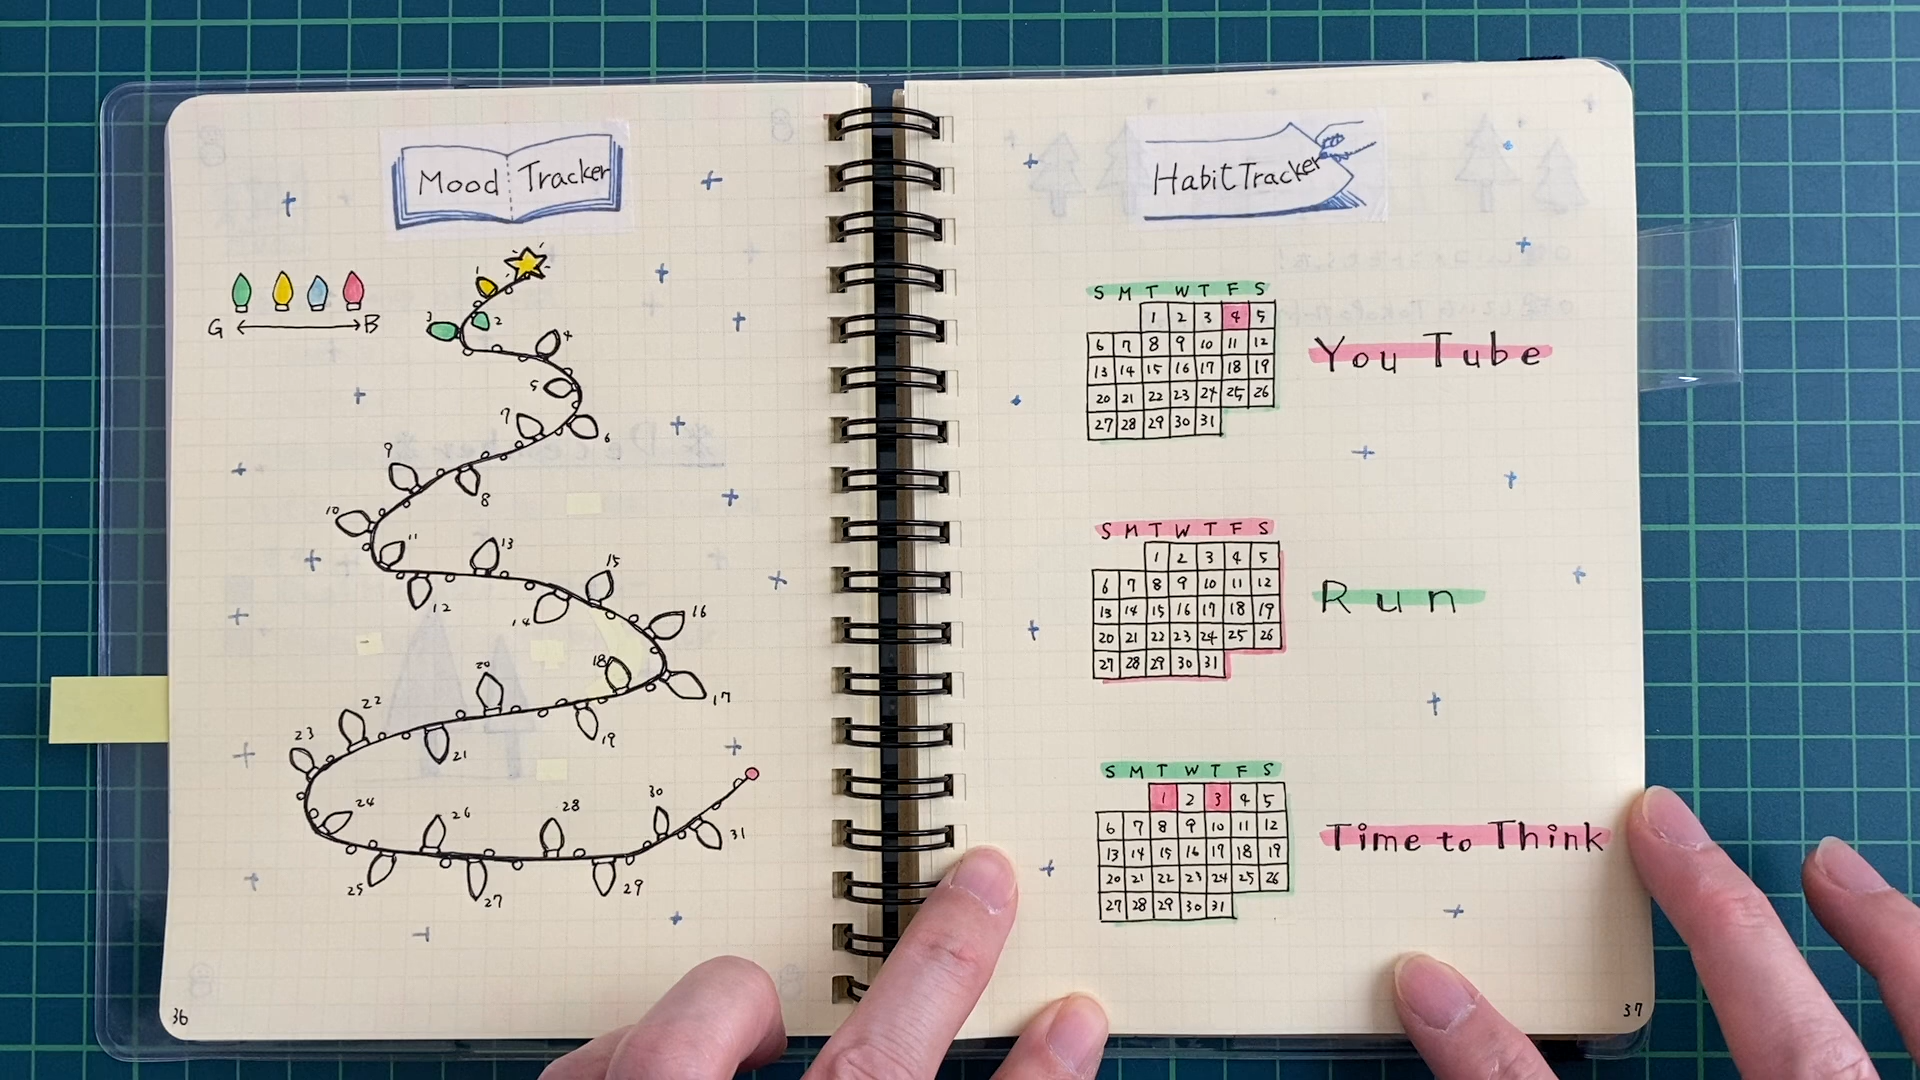 Mood Tracker
G B
1
2
3
4
5
6
7
8
9
10
11
12
13
14
15
16
17
18
19
20
21
22
23
24
25
26
27
28
29
30
31
36
Habit Tracker
S M T W T F S
1 2 3 4 5
6 7 8 9 10 11 12
13 14 15 16 17 18 19
20 21 22 23 24 25 26
27 28 29 30 31
You Tube
S M T W T F S
1 2 3 4 5
6 7 8 9 10 11 12
13 14 15 16 17 18 19
20 21 22 23 24 25 26
27 28 29 30 31
Run
S M T W T F S
1 2 3 4 5
6 7 8 9 10 11 12
13 14 15 16 17 18 19
20 21 22 23 24 25 26
27 28 29 30 31
Time to Think
37